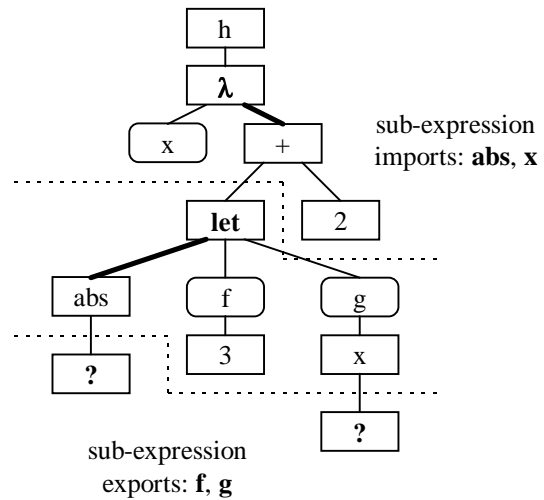 h
λ
x
+
sub-expression
imports: abs, x
let
2
abs
f
g
?
3
x
?
sub-expression
exports: f, g